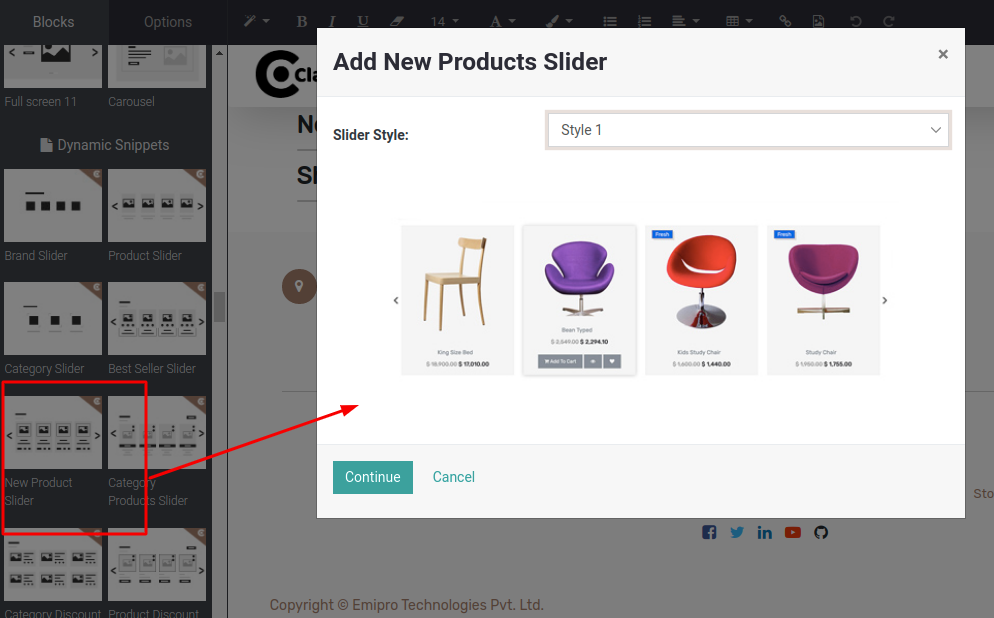 Blocks
Options
B I U
14
A
Full screen 11
Carousel
Dynamic Snippets
Brand Slider
Product Slider
Category Slider
Best Seller Slider
New Product
Slider
Category
Products Slider
Category Discount
Product Discount
Cla
Add New Products Slider
×
Slider Style:
Style 1
King Size Bed
$ 18,900.00 $ 17,010.00
Bean Typed
$ 2,549.00 $ 2,294.10
Add To Cart
Fresh
Kids Study Chair
$ 1,600.00 $ 1,440.00
Fresh
Study Chair
$ 1,950.00 $ 1,755.00
Continue
Cancel
Sto
Copyright © Emipro Technologies Pvt. Ltd.